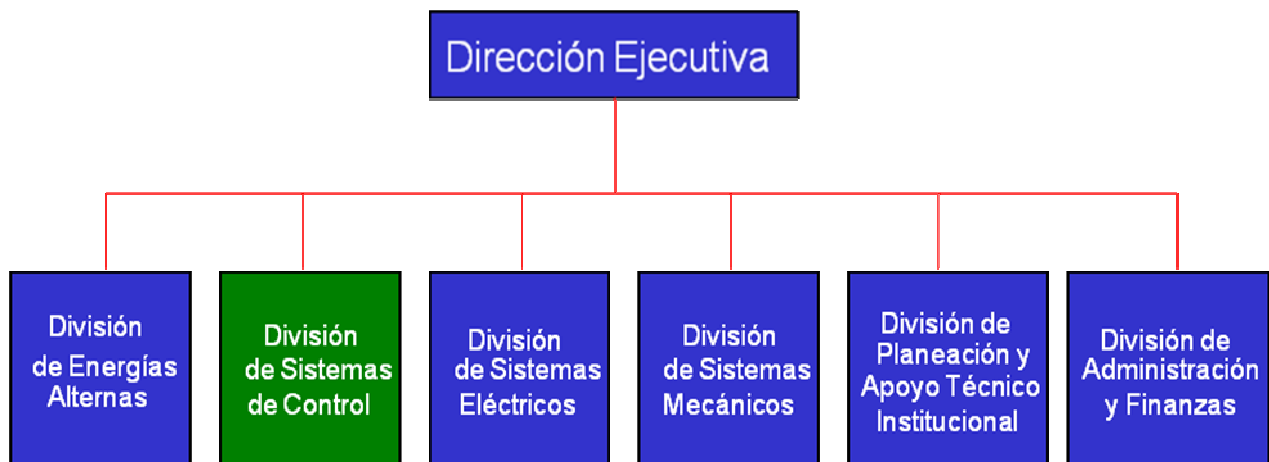 Dirección Ejecutiva
División
de Energías
Alternas
División
de Sistemas
de Control
División
de Sistemas
Eléctricos
División
de Sistemas
Mecánicos
División de
Planeación y
Apoyo Técnico
Institucional
División de
Administración
y Finanzas